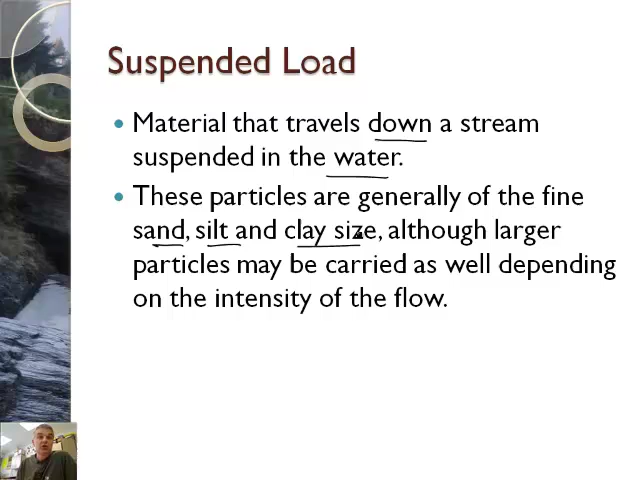 Suspended Load
• Material that travels down a stream
suspended in the water.
• These particles are generally of the fine
sand, silt and clay size, although larger
particles may be carried as well depending
on the intensity of the flow.